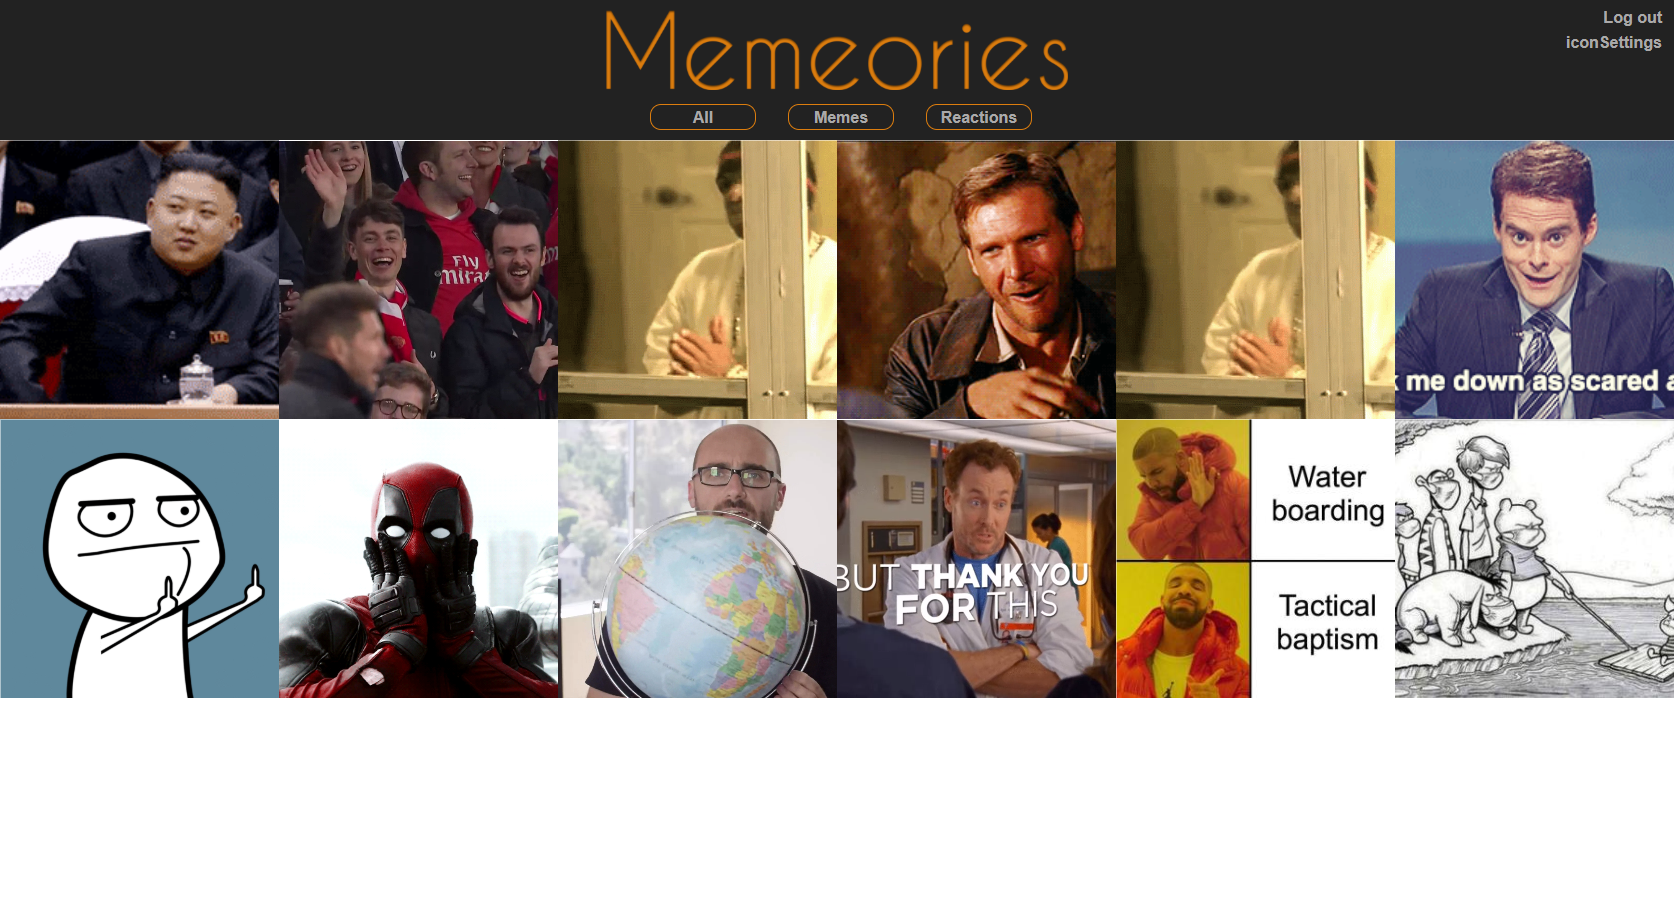 Memeories
Log out
iconSettings
All
Memes
Reactions
Fly
mira
me down as scared a
BUT THANK YOU
FOR THIS
Water
boarding
Tactical
baptism